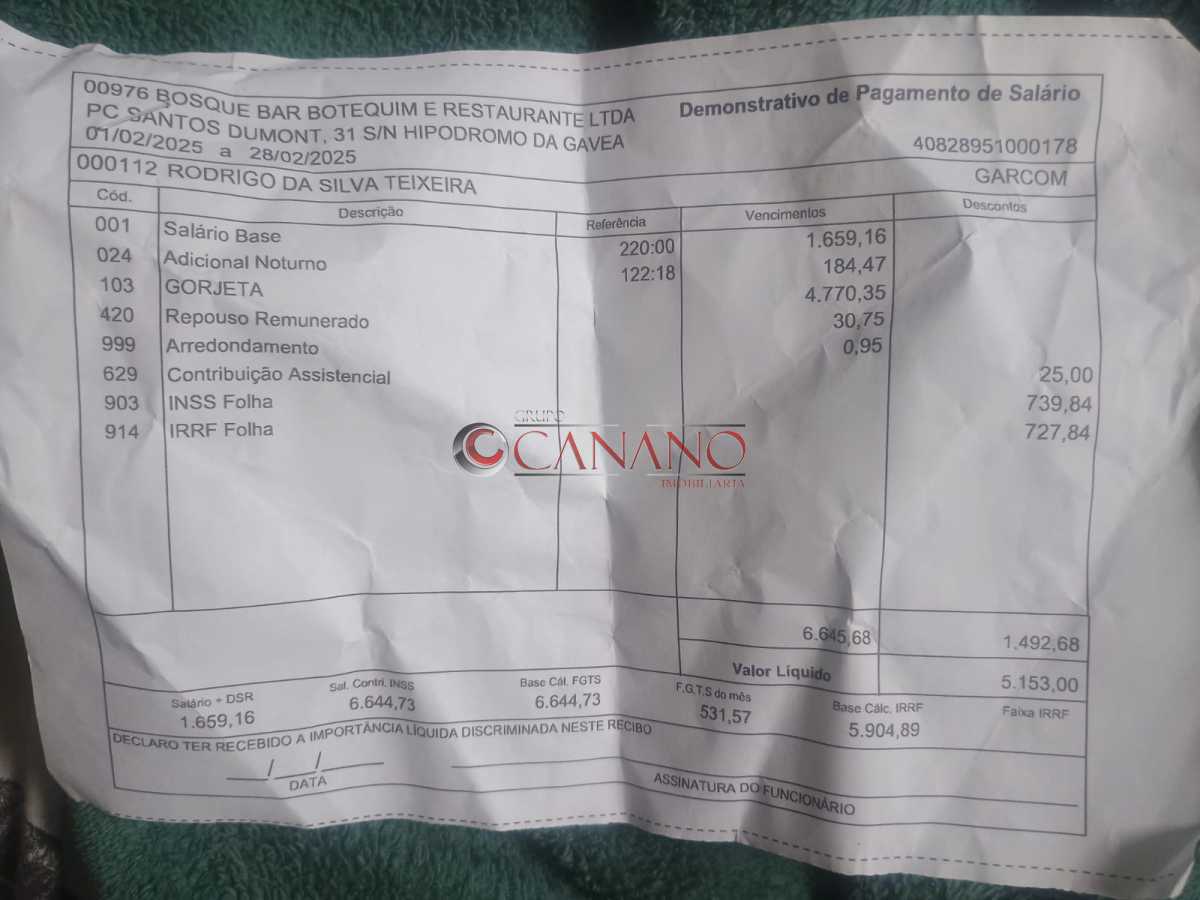 00976 BOSQUE BAR BOTEQUIM E RESTAURANTE LTDA
Demonstrativo de Pagamento de Salário
PC SANTOS DUMONT, 31 S/N HIPODROMO DA GAVEA
01/02/2025 a 28/02/2025
40828951000178
000112 RODRIGO DA SILVA TEIXEIRA GARCOM
Cód. Descrição Referência Vencimentos Descontos
001 Salário Base 220:00 1.659,16
024 Adicional Noturno 122:18 184,47
103 GORJETA 4.770,35
420 Repouso Remunerado 30,75
999 Arredondamento 0,95
629 Contribuição Assistencial 25,00
903 INSS Folha 739,84
914 IRRF Folha 727,84
GRUPO
CANANO
IMOBILIÁRIA
6.645,68 1.492,68
Valor Líquido 5.153,00
Salário + DSR Sal. Contri. INSS Base Cál. FGTS F.G.T.S do mês Base Cálc. IRRF Faixa IRRF
1.659,16 6.644,73 6.644,73 531,57 5.904,89
DECLARO TER RECEBIDO A IMPORTÂNCIA LÍQUIDA DISCRIMINADA NESTE RECIBO
___/___/_____
DATA ASSINATURA DO FUNCIONÁRIO